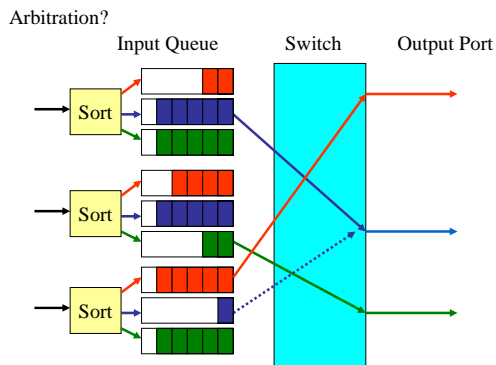 Arbitration?
Input Queue Switch Output Port
Sort
Sort
Sort